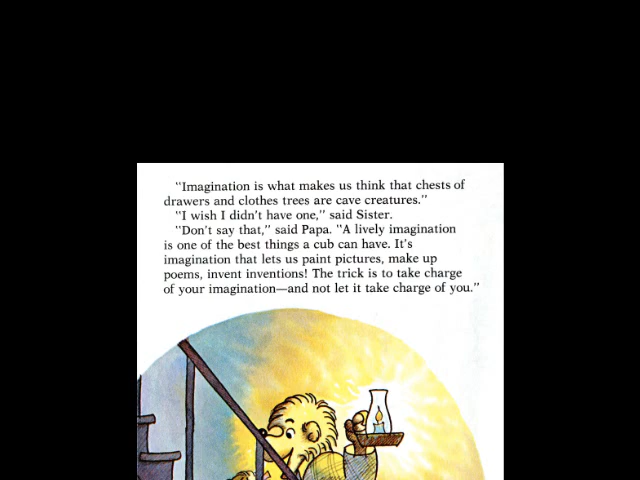 "Imagination is what makes us think that chests of
drawers and clothes trees are cave creatures."
"I wish I didn't have one," said Sister.
"Don't say that," said Papa. "A lively imagination
is one of the best things a cub can have. It's
imagination that lets us paint pictures, make up
poems, invent inventions! The trick is to take charge
of your imagination—and not let it take charge of you."